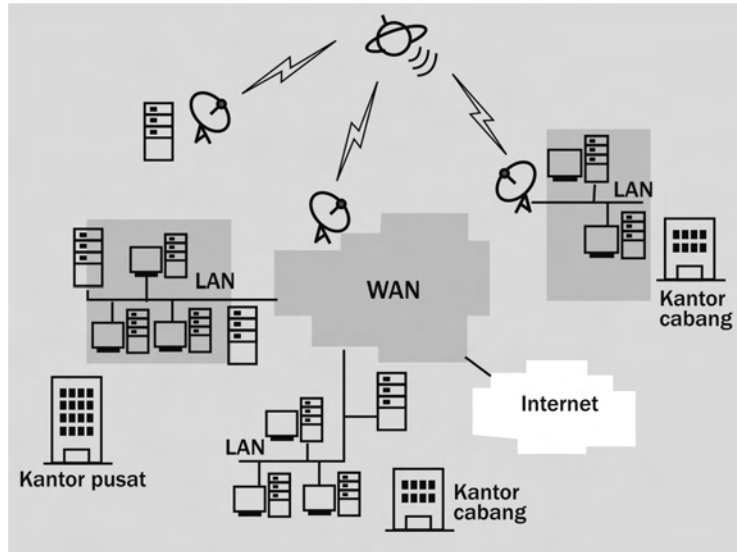 LAN
Kantor
cabang
LAN
WAN
Internet
Kantor pusat
LAN
Kantor
cabang